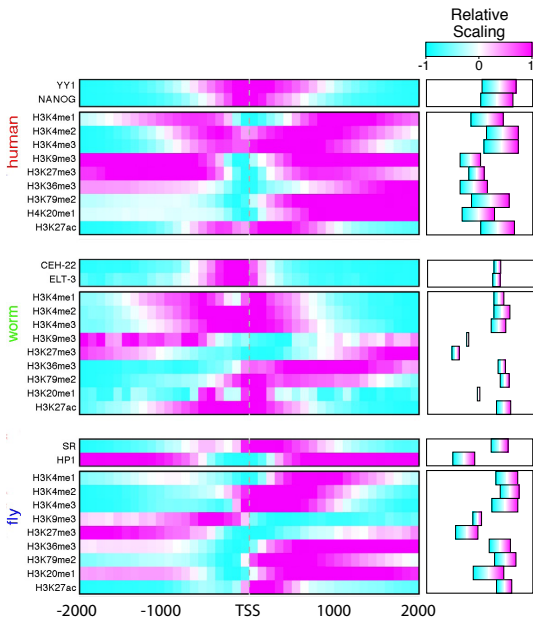 Relative
Scaling
-1 0 1
YY1
NANOG
human
H3K4me1
H3K4me2
H3K4me3
H3K9me3
H3K27me3
H3K36me3
H3K79me2
H4K20me1
H3K27ac
CEH-22
ELT-3
worm
H3K4me1
H3K4me2
H3K4me3
H3K9me3
H3K27me3
H3K36me3
H3K79me2
H3K20me1
H3K27ac
SR
HP1
fly
H3K4me1
H3K4me2
H3K4me3
H3K9me3
H3K27me3
H3K36me3
H3K79me2
H3K20me1
H3K27ac
-2000 -1000 TSS 1000 2000